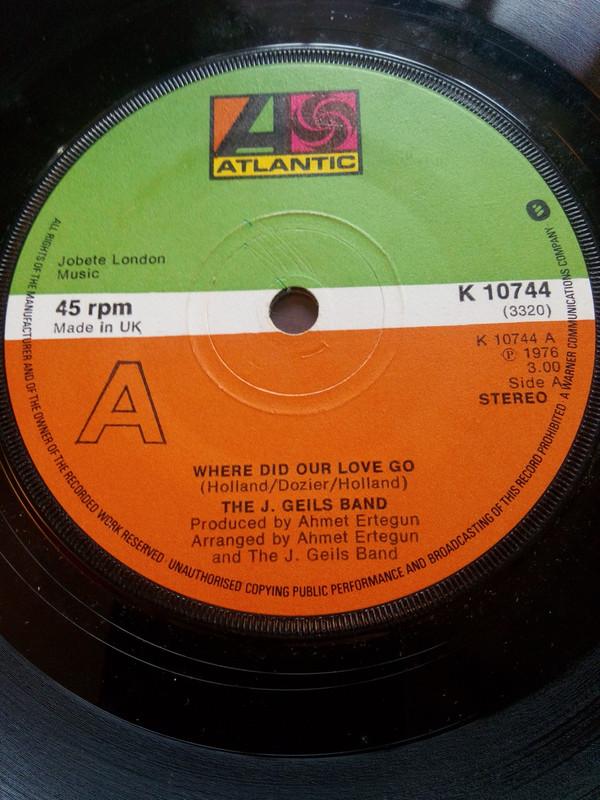 ATLANTIC
Jobete London
Music
45 rpm
Made in UK
K 10744
(3320)
K 10744 A
Ⓟ 1976
3.00
Side A
STEREO
A
WHERE DID OUR LOVE GO
(Holland/Dozier/Holland)
THE J. GEILS BAND
Produced by Ahmet Ertegun
Arranged by Ahmet Ertegun
and The J. Geils Band
ALL RIGHTS OF THE MANUFACTURER AND OF THE OWNER OF THE RECORDED WORK RESERVED · UNAUTHORISED COPYING PUBLIC PERFORMANCE AND BROADCASTING OF THIS RECORD PROHIBITED A WARNER COMMUNICATIONS COMPANY